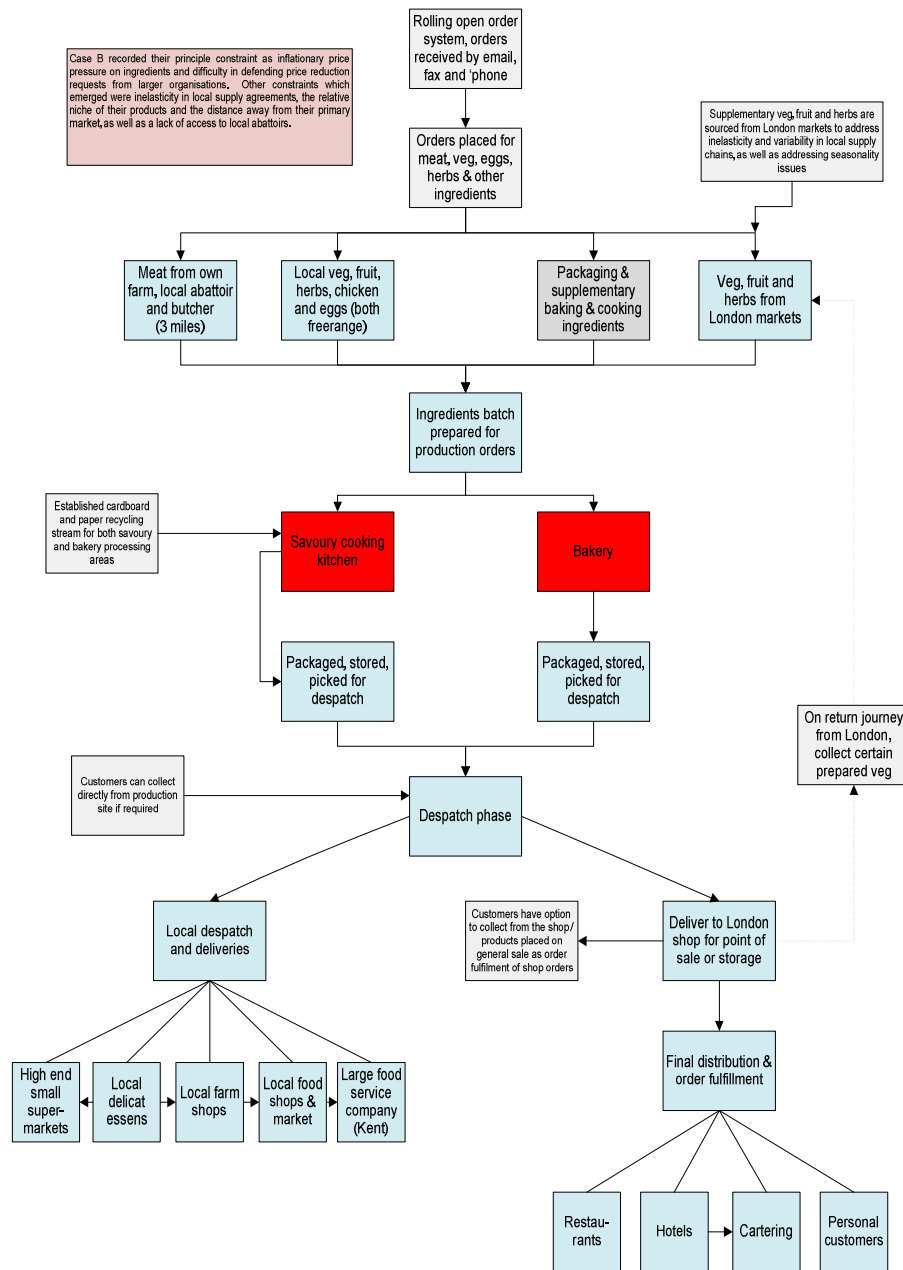 Rolling open order
system, orders
received by email,
fax and ‘phone
Case B recorded their principle constraint as inflationary price
pressure on ingredients and difficulty in defending price reduction
requests from larger organisations. Other constraints which
emerged were inelasticity in local supply agreements, the relative
niche of their products and the distance away from their primary
market, as well as a lack of access to local abattoirs.
Orders placed for
meat, veg, eggs,
herbs & other
ingredients
Supplementary veg, fruit and herbs are
sourced from London markets to address
inelasticity and variability in local supply
chains, as well as addressing seasonality
issues
Meat from own
farm, local abattoir
and butcher
(3 miles)
Local veg, fruit,
herbs, chicken
and eggs (both
freerange)
Packaging &
supplementary
baking & cooking
ingredients
Veg, fruit and
herbs from
London markets
Ingredients batch
prepared for
production orders
Established cardboard
and paper recycling
stream for both savoury
and bakery processing
areas
Savoury cooking
kitchen
Bakery
Packaged, stored,
picked for
despatch
Packaged, stored,
picked for
despatch
On return journey
from London,
collect certain
prepared veg
Customers can collect
directly from production
site if required
Despatch phase
Local despatch
and deliveries
Customers have option
to collect from the shop/
products placed on
general sale as order
fulfilment of shop orders
Deliver to London
shop for point of
sale or storage
High end
small super-
markets
Local
delicat
essens
Local farm
shops
Local food
shops &
market
Large food
service
company
(Kent)
Final distribution &
order fulfillment
Restau-
rants
Hotels
Cartering
Personal
customers